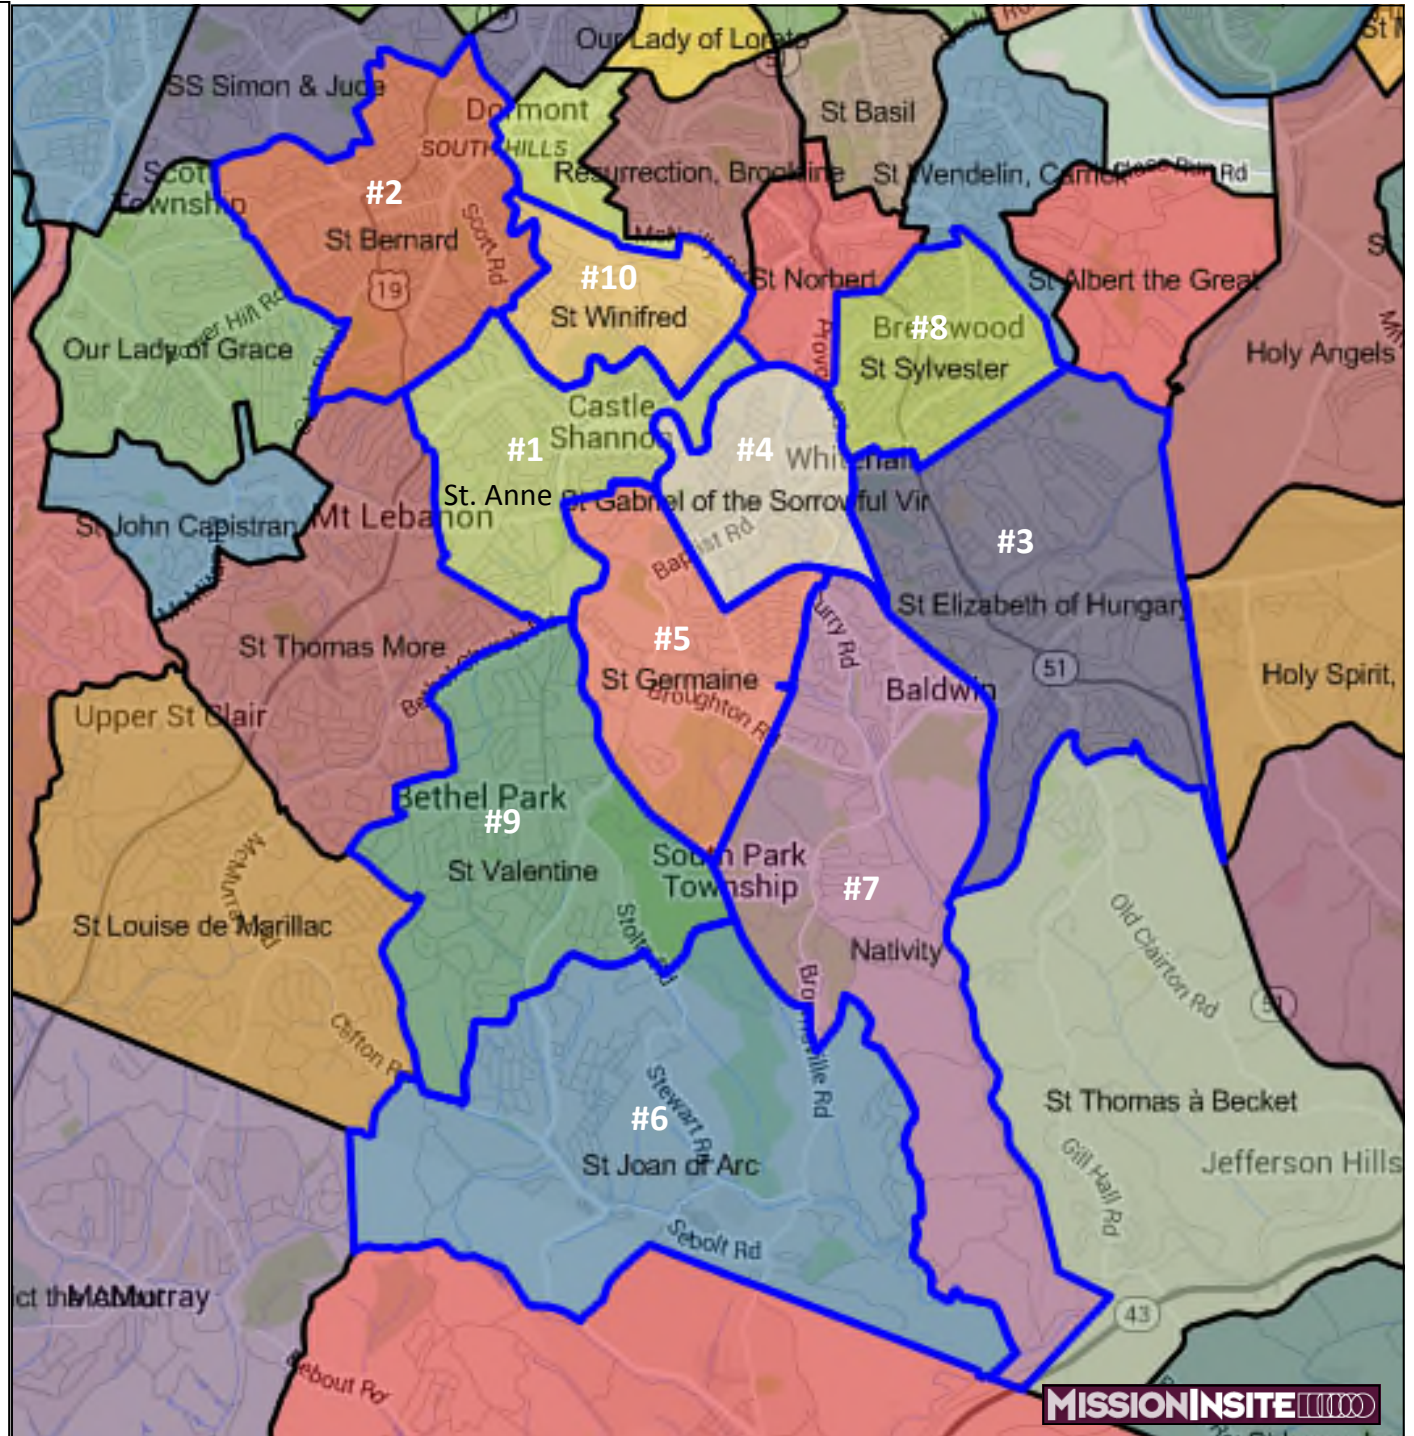 Our Lady of Loreto
SS Simon & Jude
Dormont
St Basil
SOUTH HILLS
Resurrection, Brookline
St Wendelin, Carrick
Rd
Scott
Township
#2
St Bernard
Scott Rd
19
#10
St Winifred
St Norbert
St Albert the Great
#8
Brentwood
St Sylvester
Holy Angels
Our Lady of Grace
Castle
Shannon
#1
#4
Whitehall
St. Anne
St Gabriel of the Sorrowful Vir
St John Capistran
Mt Lebanon
Baptist Rd
#3
St Elizabeth of Hungary
Curry Rd
#5
St Thomas More
St Germaine
Broughton Rd
51
Baldwin
Holy Spirit,
Upper St Clair
Bethel Park
#9
St Valentine
South Park
Township
#7
St Louise de Marillac
Nativity
Old Clairton Rd
51
#6
Stewart Rd
St Joan of Arc
St Thomas à Becket
Jefferson Hills
Gill Hall Rd
Sebolt Rd
McMurray
43
Bebout Rd
MISSIONINSITE